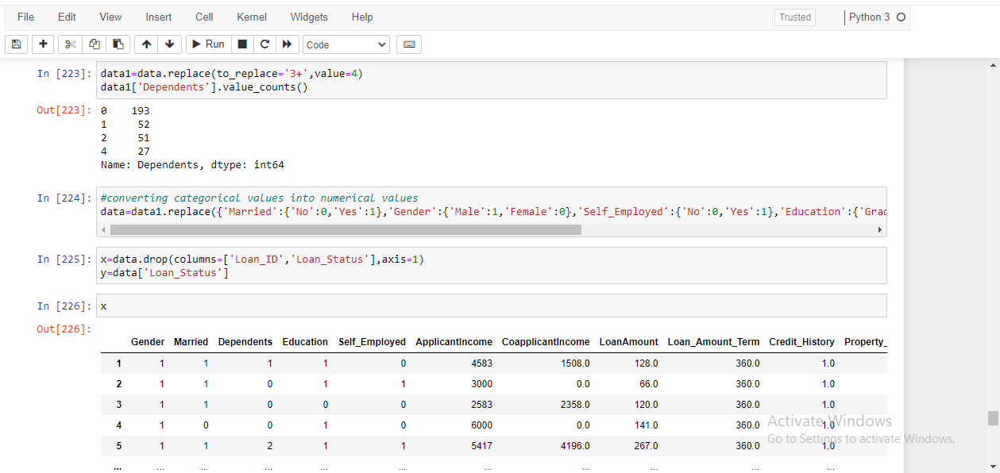 File Edit View Insert Cell Kernel Widgets Help Trusted Python 3
Run Code
In [223]: data1=data.replace(to_replace='3+',value=4)
data1['Dependents'].value_counts()
Out[223]: 0 193
1 52
2 51
4 27
Name: Dependents, dtype: int64
In [224]: #converting categorical values into numerical values
data=data1.replace({'Married':{'No':0,'Yes':1},'Gender':{'Male':1,'Female':0},'Self_Employed':{'No':0,'Yes':1},'Education':{'Grad
In [225]: x=data.drop(columns=['Loan_ID','Loan_Status'],axis=1)
y=data['Loan_Status']
In [226]: x
Out[226]:
Gender Married Dependents Education Self_Employed ApplicantIncome CoapplicantIncome LoanAmount Loan_Amount_Term Credit_History Property_
1 1 1 1 1 0 4583 1508.0 128.0 360.0 1.0
2 1 1 0 1 1 3000 0.0 66.0 360.0 1.0
3 1 1 0 0 0 2583 2358.0 120.0 360.0 1.0
4 1 0 0 1 0 6000 0.0 141.0 360.0 1.0
5 1 1 2 1 1 5417 4196.0 267.0 360.0 1.0
... ... ... ... ... ... ... ... ... ... ...
Activate Windows
Go to Settings to activate Windows.